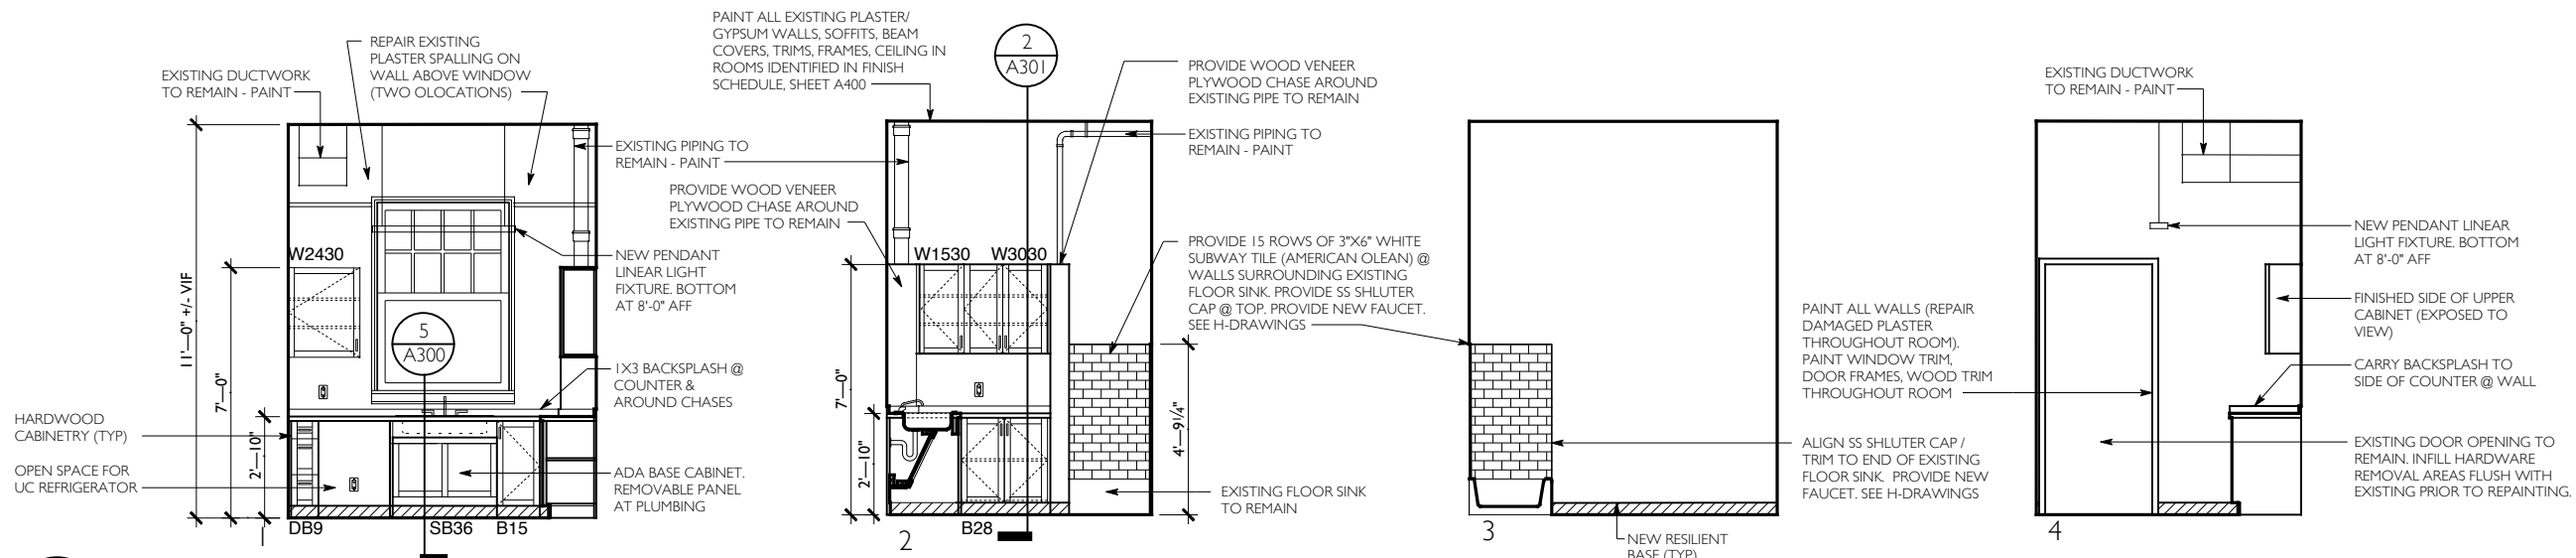 EXISTING DUCTWORK
TO REMAIN - PAINT
REPAIR EXISTING
PLASTER SPALLING ON
WALL ABOVE WINDOW
(TWO OLOCATIONS)
11'—0" +/- VIF
7'—0"
2'—10"
W2430
5
A300
HARDWOOD
CABINETRY (TYP)
OPEN SPACE FOR
UC REFRIGERATOR
DB9
SB36
B15
EXISTING PIPING TO
REMAIN - PAINT
NEW PENDANT
LINEAR LIGHT
FIXTURE. BOTTOM
AT 8'-0" AFF
1X3 BACKSPLASH @
COUNTER &
AROUND CHASES
ADA BASE CABINET.
REMOVABLE PANEL
AT PLUMBING
PAINT ALL EXISTING PLASTER/
GYPSUM WALLS, SOFFITS, BEAM
COVERS, TRIMS, FRAMES, CEILING IN
ROOMS IDENTIFIED IN FINISH
SCHEDULE, SHEET A400
PROVIDE WOOD VENEER
PLYWOOD CHASE AROUND
EXISTING PIPE TO REMAIN
2
A301
W1530
W3030
7'—0"
2'—10"
B28
2
4'—9¼"
PROVIDE WOOD VENEER
PLYWOOD CHASE AROUND
EXISTING PIPE TO REMAIN
EXISTING PIPING TO
REMAIN - PAINT
PROVIDE 15 ROWS OF 3"X6" WHITE
SUBWAY TILE (AMERICAN OLEAN) @
WALLS SURROUNDING EXISTING
FLOOR SINK. PROVIDE SS SHLUTER
CAP @ TOP. PROVIDE NEW FAUCET.
SEE H-DRAWINGS
EXISTING FLOOR SINK
TO REMAIN
3
NEW RESILIENT
BASE (TYP)
PAINT ALL WALLS (REPAIR
DAMAGED PLASTER
THROUGHOUT ROOM).
PAINT WINDOW TRIM,
DOOR FRAMES, WOOD TRIM
THROUGHOUT ROOM
ALIGN SS SHLUTER CAP /
TRIM TO END OF EXISTING
FLOOR SINK. PROVIDE NEW
FAUCET. SEE H-DRAWINGS
EXISTING DUCTWORK
TO REMAIN - PAINT
4
NEW PENDANT LINEAR
LIGHT FIXTURE. BOTTOM
AT 8'-0" AFF
FINISHED SIDE OF UPPER
CABINET (EXPOSED TO
VIEW)
CARRY BACKSPLASH TO
SIDE OF COUNTER @ WALL
EXISTING DOOR OPENING TO
REMAIN. INFILL HARDWARE
REMOVAL AREAS FLUSH WITH
EXISTING PRIOR TO REPAINTING.